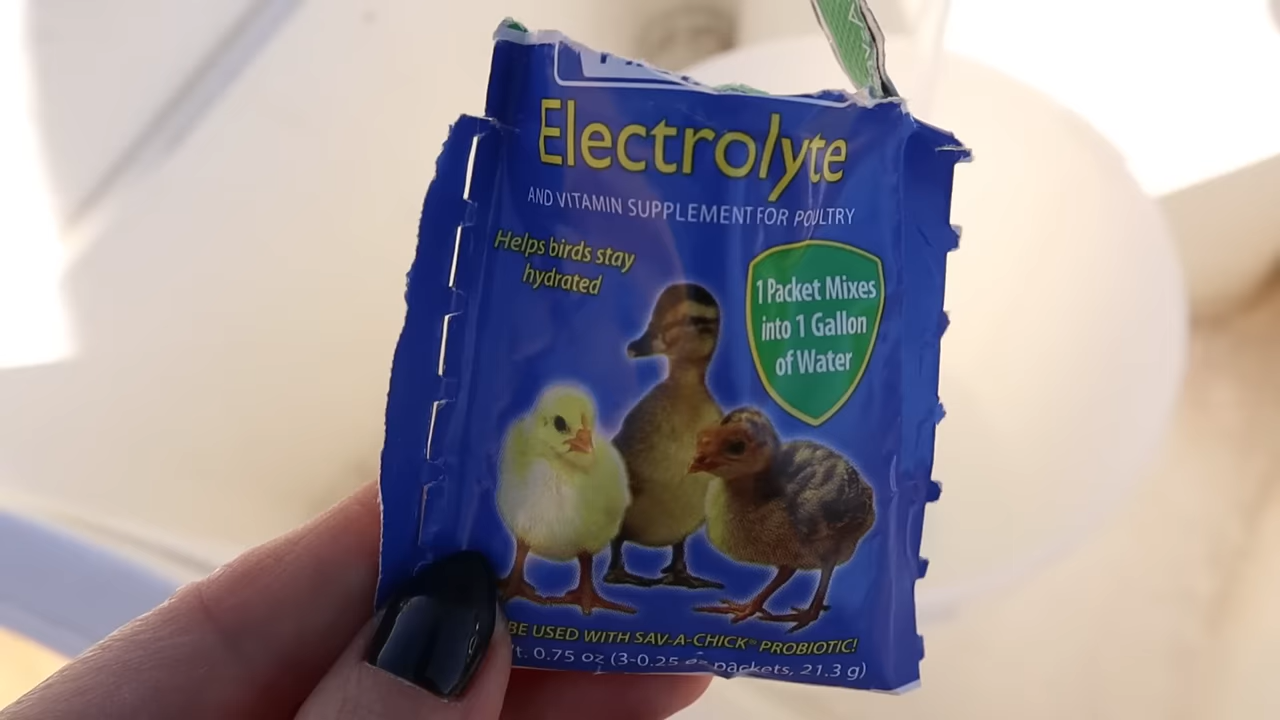 Electrolyte
AND VITAMIN SUPPLEMENT FOR POULTRY
Helps birds stay
hydrated
1 Packet Mixes
into 1 Gallon
of Water
BE USED WITH SAV-A-CHICK® PROBIOTIC!
t. 0.75 oz (3-0.25 oz packets, 21.3 g)